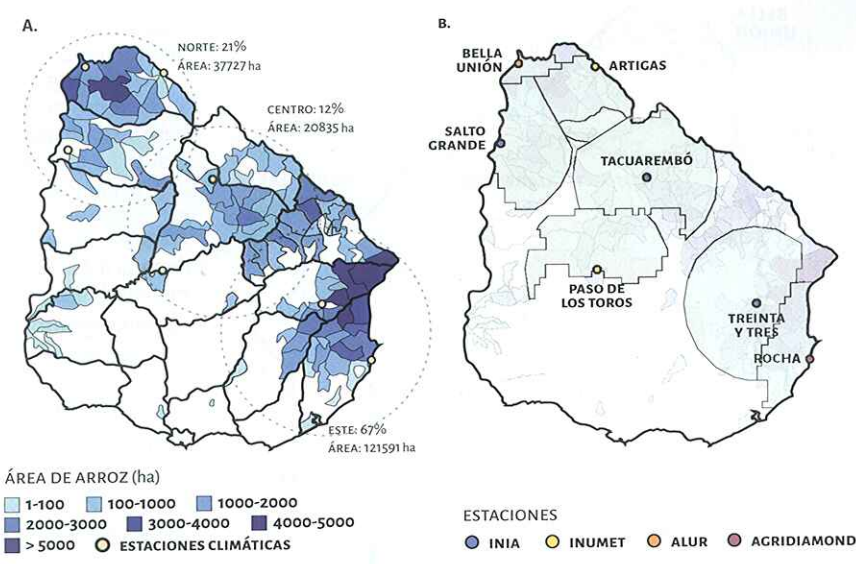 A.
NORTE: 21%
ÁREA: 37727 ha
CENTRO: 12%
ÁREA: 20835 ha
ESTE: 67%
ÁREA: 121591 ha
ÁREA DE ARROZ (ha)
1-100 100-1000 1000-2000
2000-3000 3000-4000 4000-5000
> 5000 ESTACIONES CLIMÁTICAS
B.
BELLA
UNIÓN
ARTIGAS
SALTO
GRANDE
TACUAREMBÓ
PASO DE
LOS TOROS
TREINTA
Y TRES
ROCHA
ESTACIONES
INIA INUMET ALUR AGRIDIAMOND